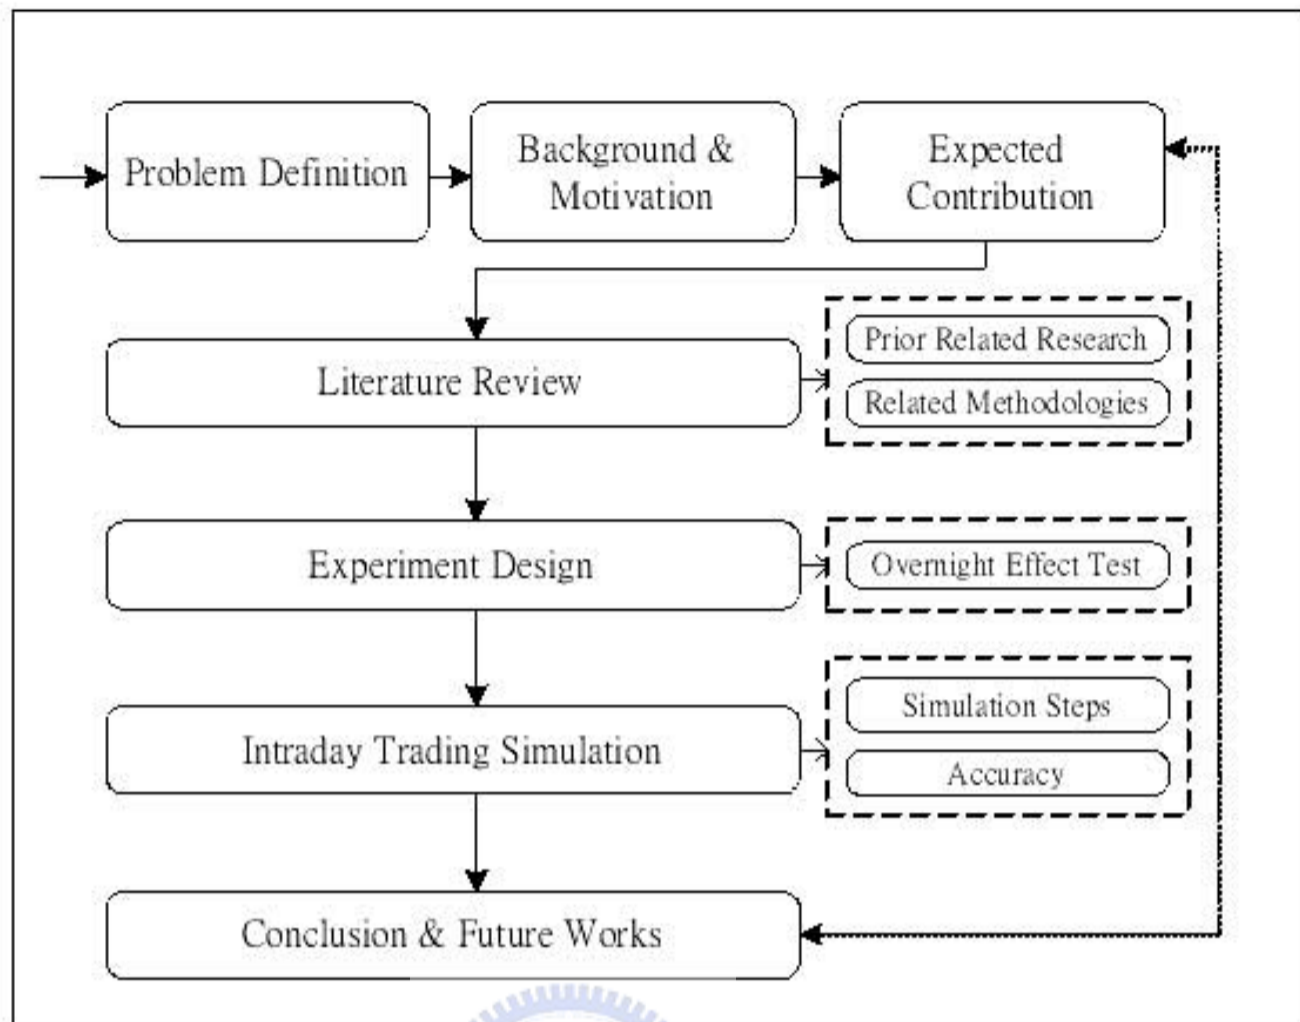 Problem Definition
Background &
Motivation
Expected
Contribution
Literature Review
Prior Related Research
Related Methodologies
Experiment Design
Overnight Effect Test
Intraday Trading Simulation
Simulation Steps
Accuracy
Conclusion & Future Works